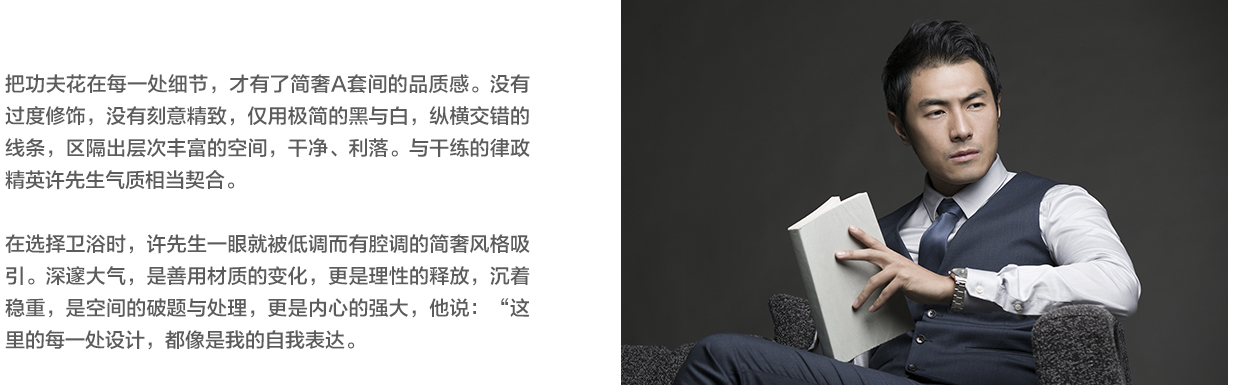 把功夫花在每一处细节，才有了简奢A套间的品质感。没有
过度修饰，没有刻意精致，仅用极简的黑与白，纵横交错的
线条，区隔出层次丰富的空间，干净、利落。与干练的律政
精英许先生气质相当契合。
在选择卫浴时，许先生一眼就被低调而有腔调的简奢风格吸
引。深邃大气，是善用材质的变化，更是理性的释放，沉着
稳重，是空间的破题与处理，更是内心的强大，他说：“这
里的每一处设计，都像是我的自我表达。